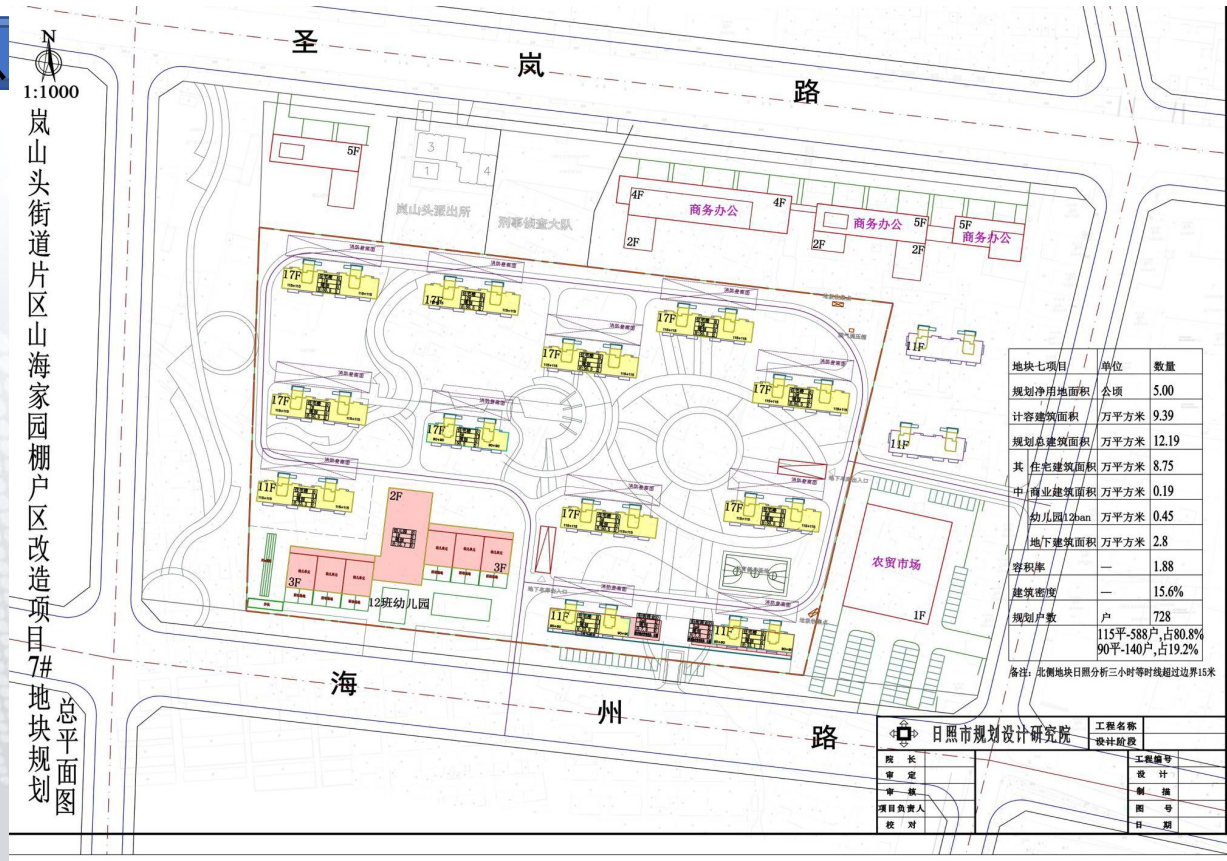 N
1:1000
岚山头街道片区山海家园棚户区改造项目7#地块规划
总平面图
圣岚路
5F
1
3
1
4
岚山头派出所
刑事侦查大队
4F
商务办公
4F
2F
商务办公
5F
2F
2F
5F
商务办公
17F
17F
17F
17F
17F
17F
17F
11F
17F
17F
11F
11F
11F
11F
2F
3F
3F
12班幼儿园
农贸市场
1F
地下车库出入口
地下车库出入口
海州路
地块七项目 单位 数量
规划净用地面积 公顷 5.00
计容建筑面积 万平方米 9.39
规划总建筑面积 万平方米 12.19
其中 住宅建筑面积 万平方米 8.75
商业建筑面积 万平方米 0.19
幼儿园12ban 万平方米 0.45
地下建筑面积 万平方米 2.8
容积率 — 1.88
建筑密度 — 15.6%
规划户数 户 728
115平-588户,占80.8%
90平-140户,占19.2%
备注：北侧地块日照分析三小时等时线超过边界15米
日照市规划设计研究院
工程名称
设计阶段
院长
审定
审核
项目负责人
校对
工程编号
设计
制描
图号
日期